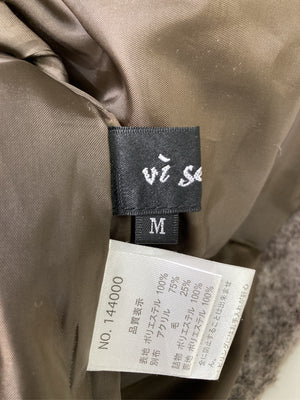 vì s
M
NO. 144000
品質表示
表地 ポリエステル 100%
別布 アクリル 75%
毛 25%
詰物 ポリエステル 100%
裏地 ポリエステル 100%